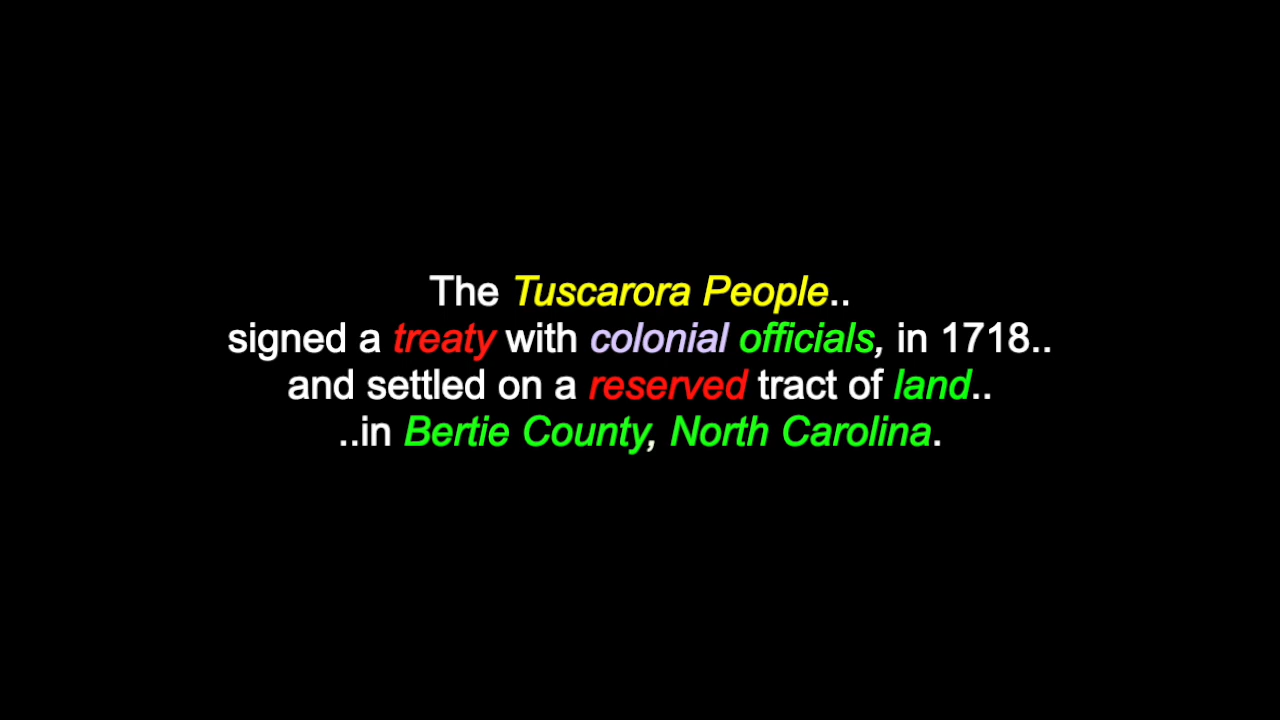 The Tuscarora People..
signed a treaty with colonial officials, in 1718..
and settled on a reserved tract of land..
..in Bertie County, North Carolina.